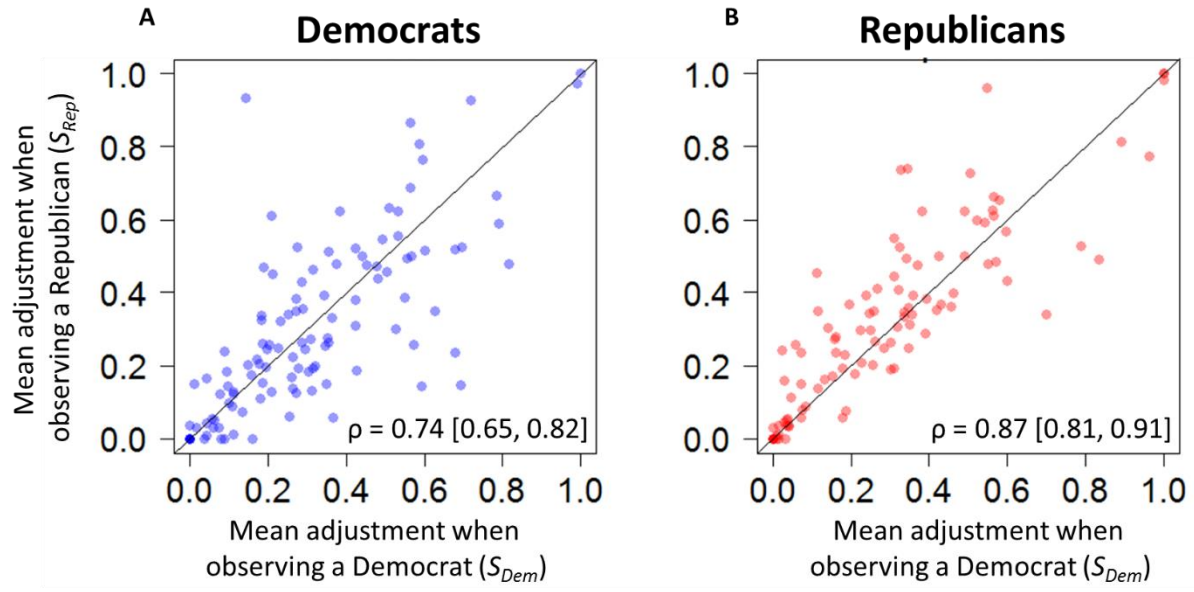 A
Democrats
Mean adjustment when
observing a Republican (S_Rep)
1.0
0.8
0.6
0.4
0.2
0.0
ρ = 0.74 [0.65, 0.82]
0.0 0.2 0.4 0.6 0.8 1.0
Mean adjustment when
observing a Democrat (S_Dem)
B
Republicans
1.0
0.8
0.6
0.4
0.2
0.0
ρ = 0.87 [0.81, 0.91]
0.0 0.2 0.4 0.6 0.8 1.0
Mean adjustment when
observing a Democrat (S_Dem)